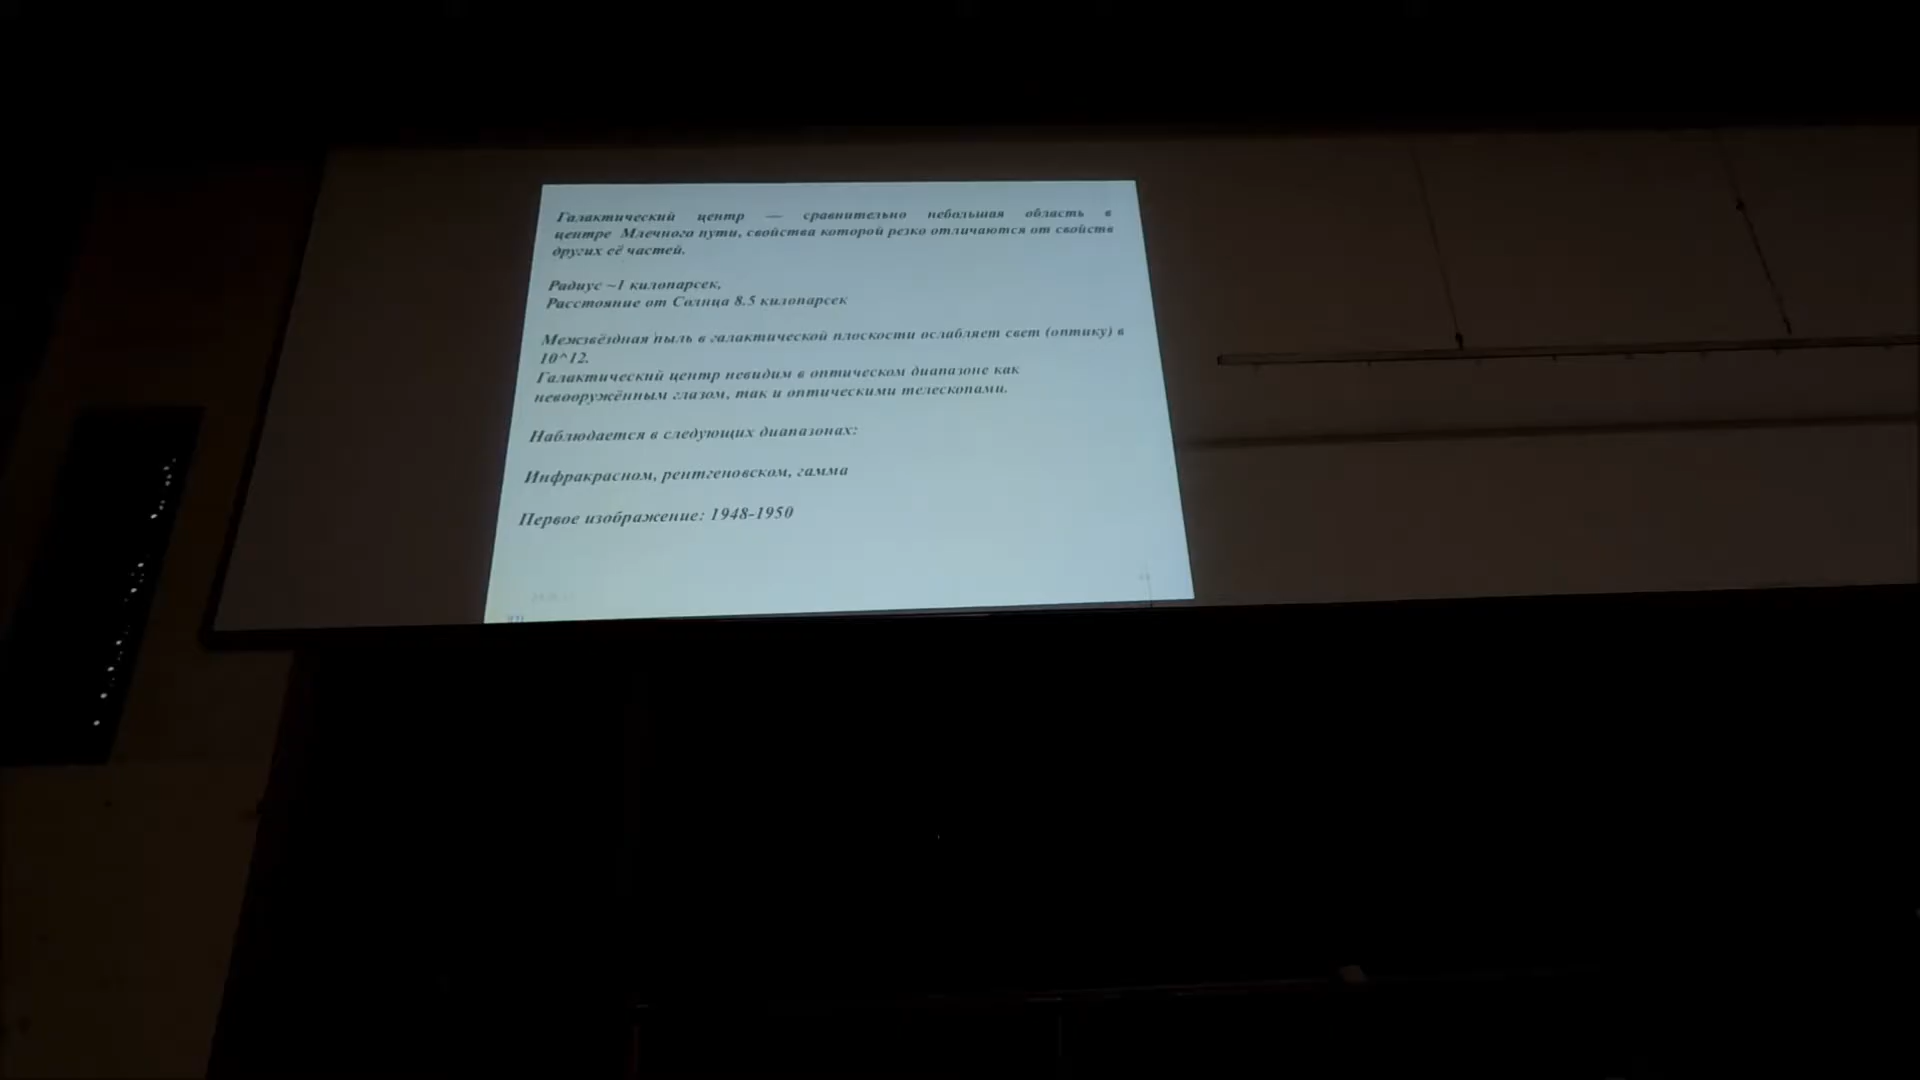 Галактический центр — сравнительно небольшая область в
центре Млечного пути, свойства которой резко отличаются от свойств
других её частей.
Радиус ~1 килопарсек,
Расстояние от Солнца 8.5 килопарсек
Межзвёздная пыль в галактической плоскости ослабляет свет (оптику) в
10^12.
Галактический центр невидим в оптическом диапазоне как
невооружённым глазом, так и оптическими телескопами.
Наблюдается в следующих диапазонах:
Инфракрасном, рентгеновском, гамма
Первое изображение: 1948-1950